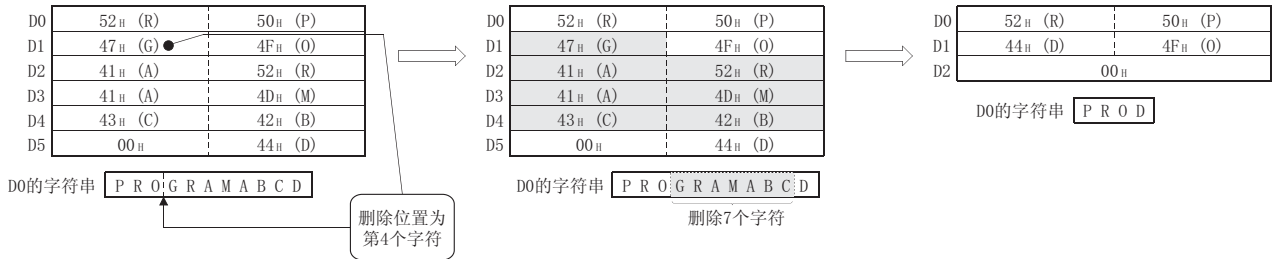 D0 52H (R) 50H (P)
D1 47H (G) 4FH (O)
D2 41H (A) 52H (R)
D3 41H (A) 4DH (M)
D4 43H (C) 42H (B)
D5 00H 44H (D)
D0的字符串 P R O G R A M A B C D
删除位置为
第4个字符
D0 52H (R) 50H (P)
D1 47H (G) 4FH (O)
D2 41H (A) 52H (R)
D3 41H (A) 4DH (M)
D4 43H (C) 42H (B)
D5 00H 44H (D)
D0的字符串 P R O G R A M A B C D
删除7个字符
D0 52H (R) 50H (P)
D1 44H (D) 4FH (O)
D2 00H
D0的字符串 P R O D